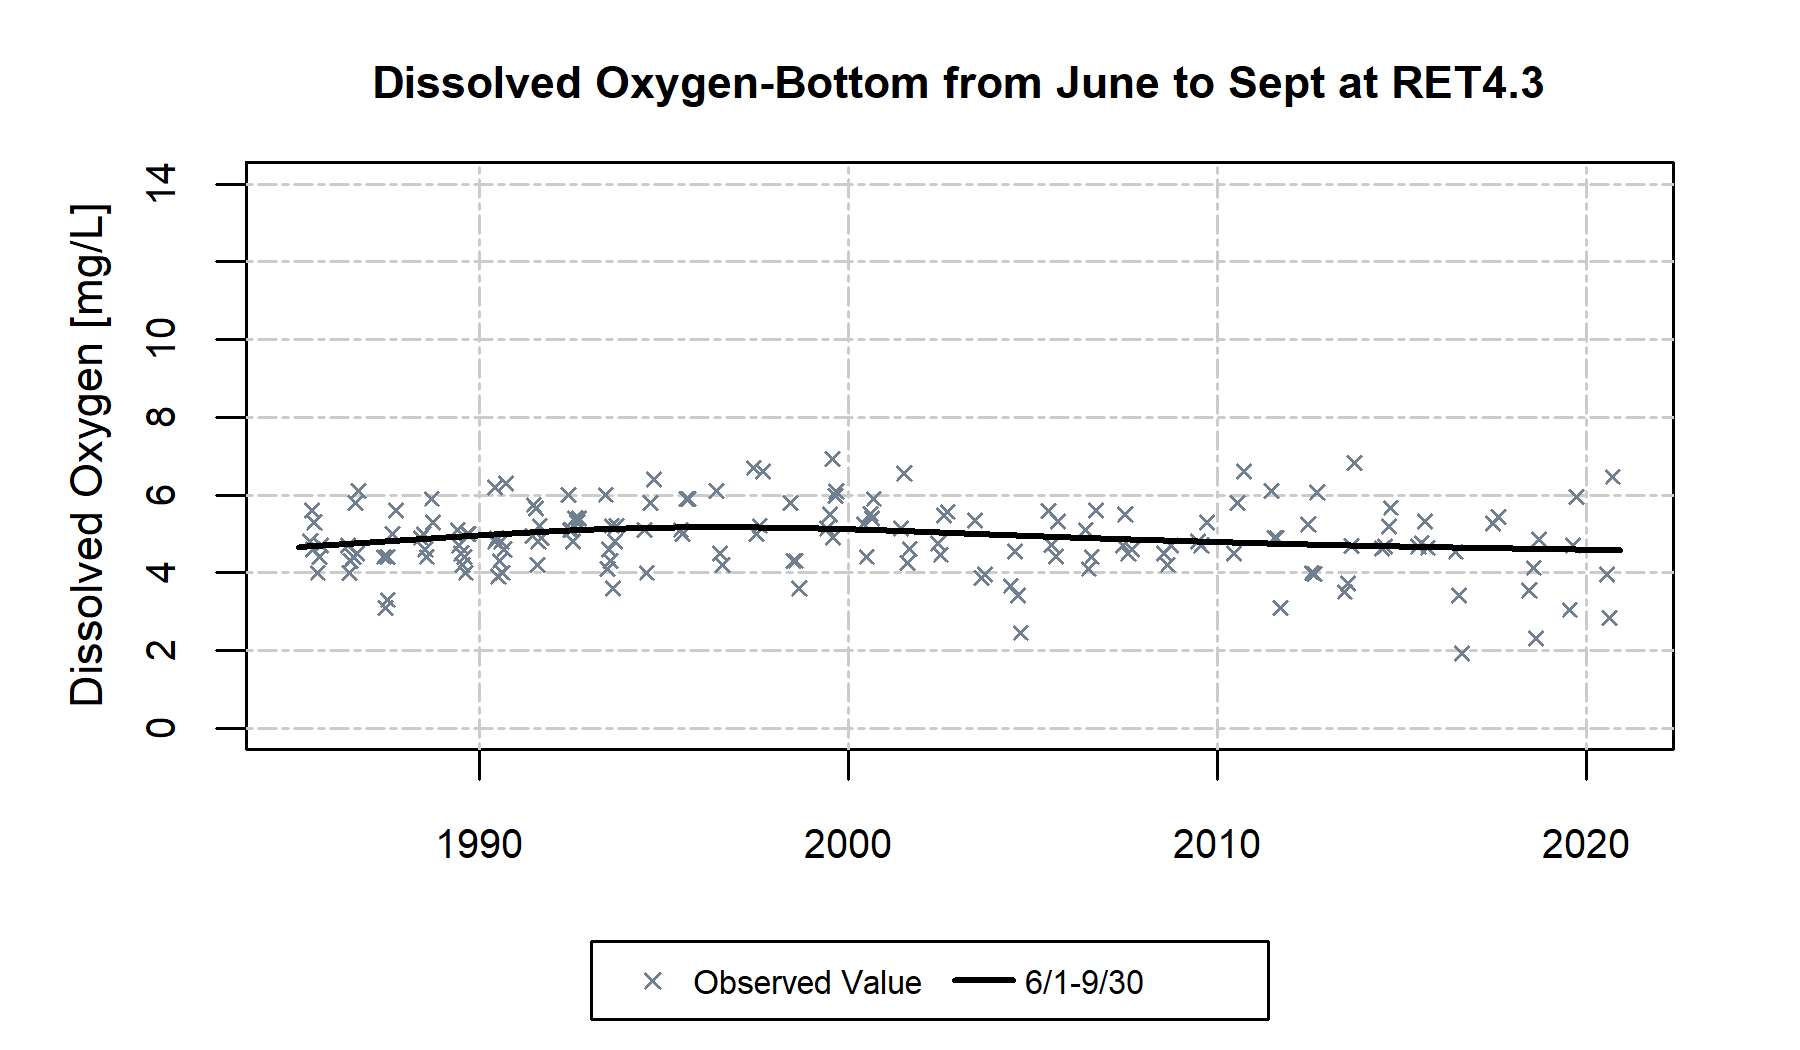 Dissolved Oxygen-Bottom from June to Sept at RET4.3
Dissolved Oxygen [mg/L]
14
10
8
6
4
2
0
1990 2000 2010 2020
Observed Value 6/1-9/30